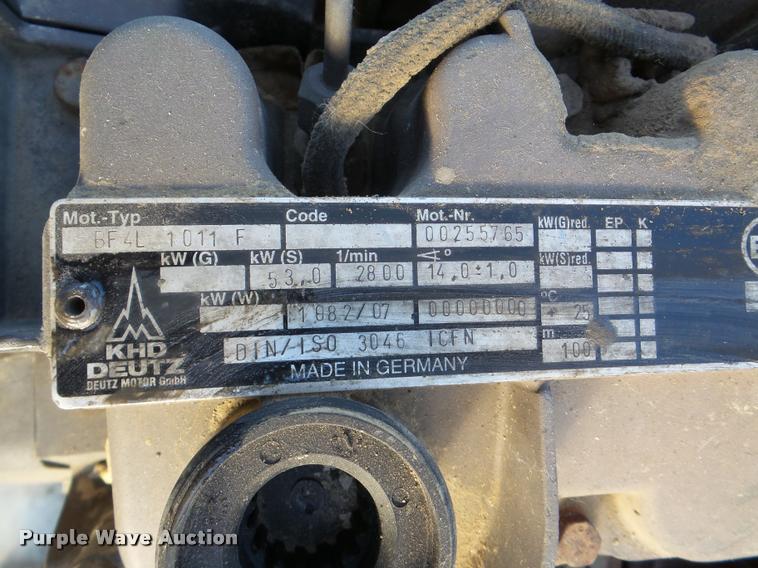 Mot.-Typ Code Mot.-Nr. kW(G)red. EP K
BF4L 1011 F 00255765
kW (G) kW (S) 1/min ∢° kW(S)red.
53.0 2800 14.0±1.0
kW (W) °C
1082/07 00000000 + 25
DIN/ISO 3046 ICFN m 100
KHD
DEUTZ
DEUTZ MOTOR GmbH
MADE IN GERMANY
Purple Wave Auction®